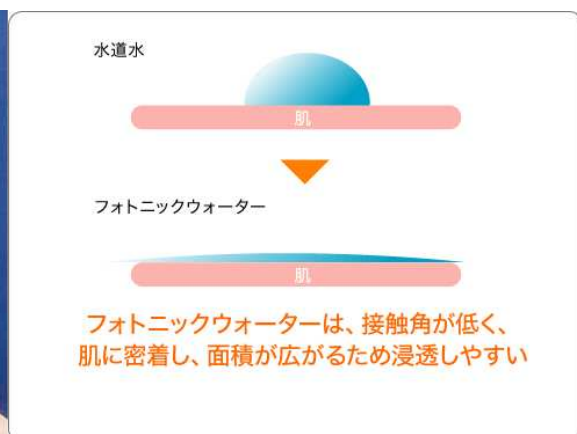 水道水
肌
フォトニックウォーター
肌
フォトニックウォーターは、接触角が低く、
肌に密着し、面積が広がるため浸透しやすい